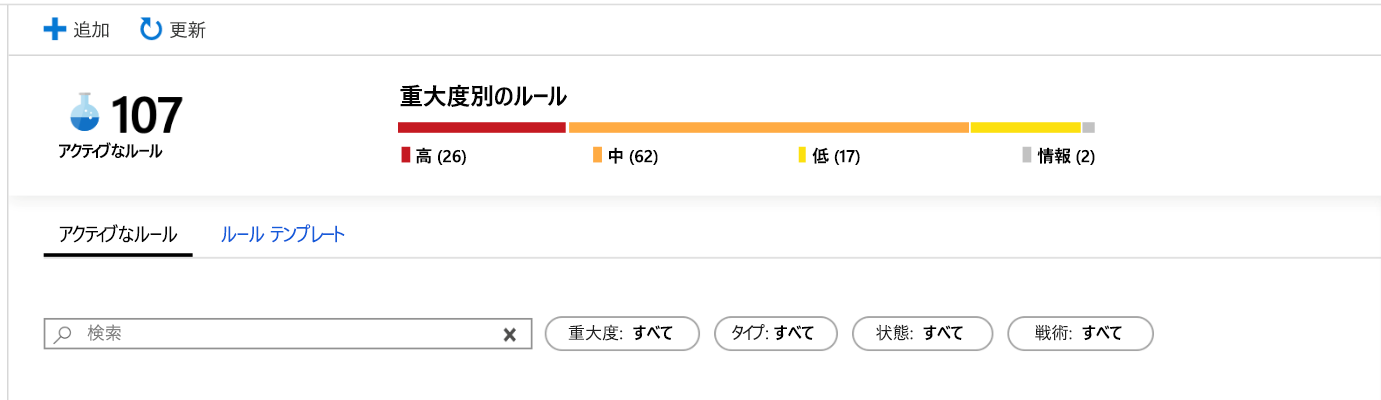 追加 更新
107
アクティブなルール
重大度別のルール
高 (26) 中 (62) 低 (17) 情報 (2)
アクティブなルール ルール テンプレート
検索 重大度: すべて タイプ: すべて 状態: すべて 戦術: すべて